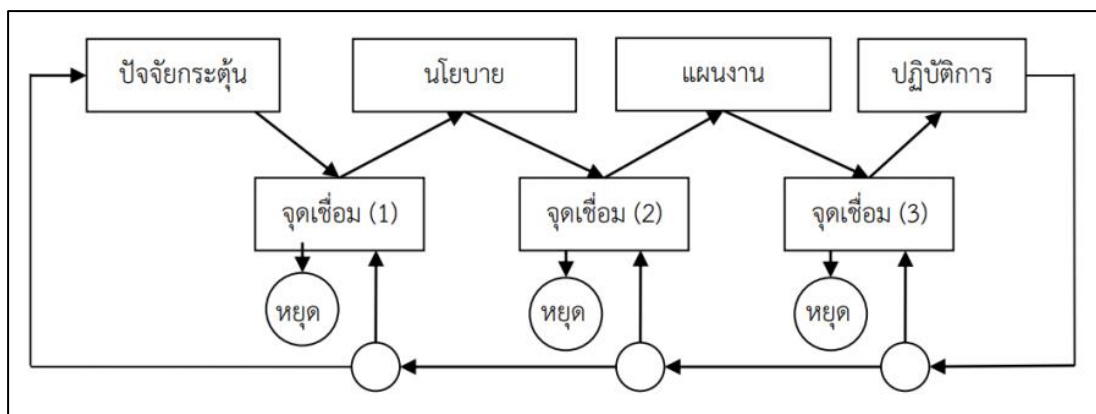 ปัจจัยกระตุ้น
นโยบาย
แผนงาน
ปฏิบัติการ
จุดเชื่อม (1)
จุดเชื่อม (2)
จุดเชื่อม (3)
หยุด
หยุด
หยุด